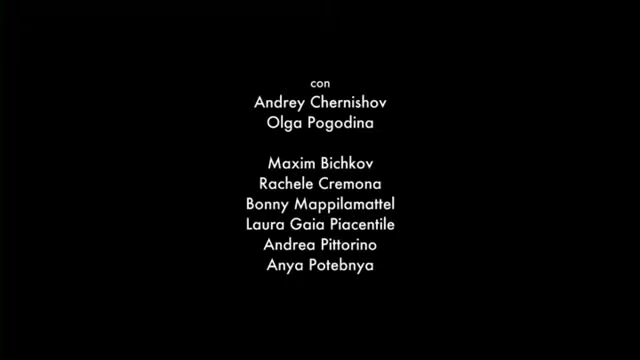 con
Andrey Chernishov
Olga Pogodina
Maxim Bichkov
Rachele Cremona
Bonny Mappilamattel
Laura Gaia Piacentile
Andrea Pittorino
Anya Potebnya